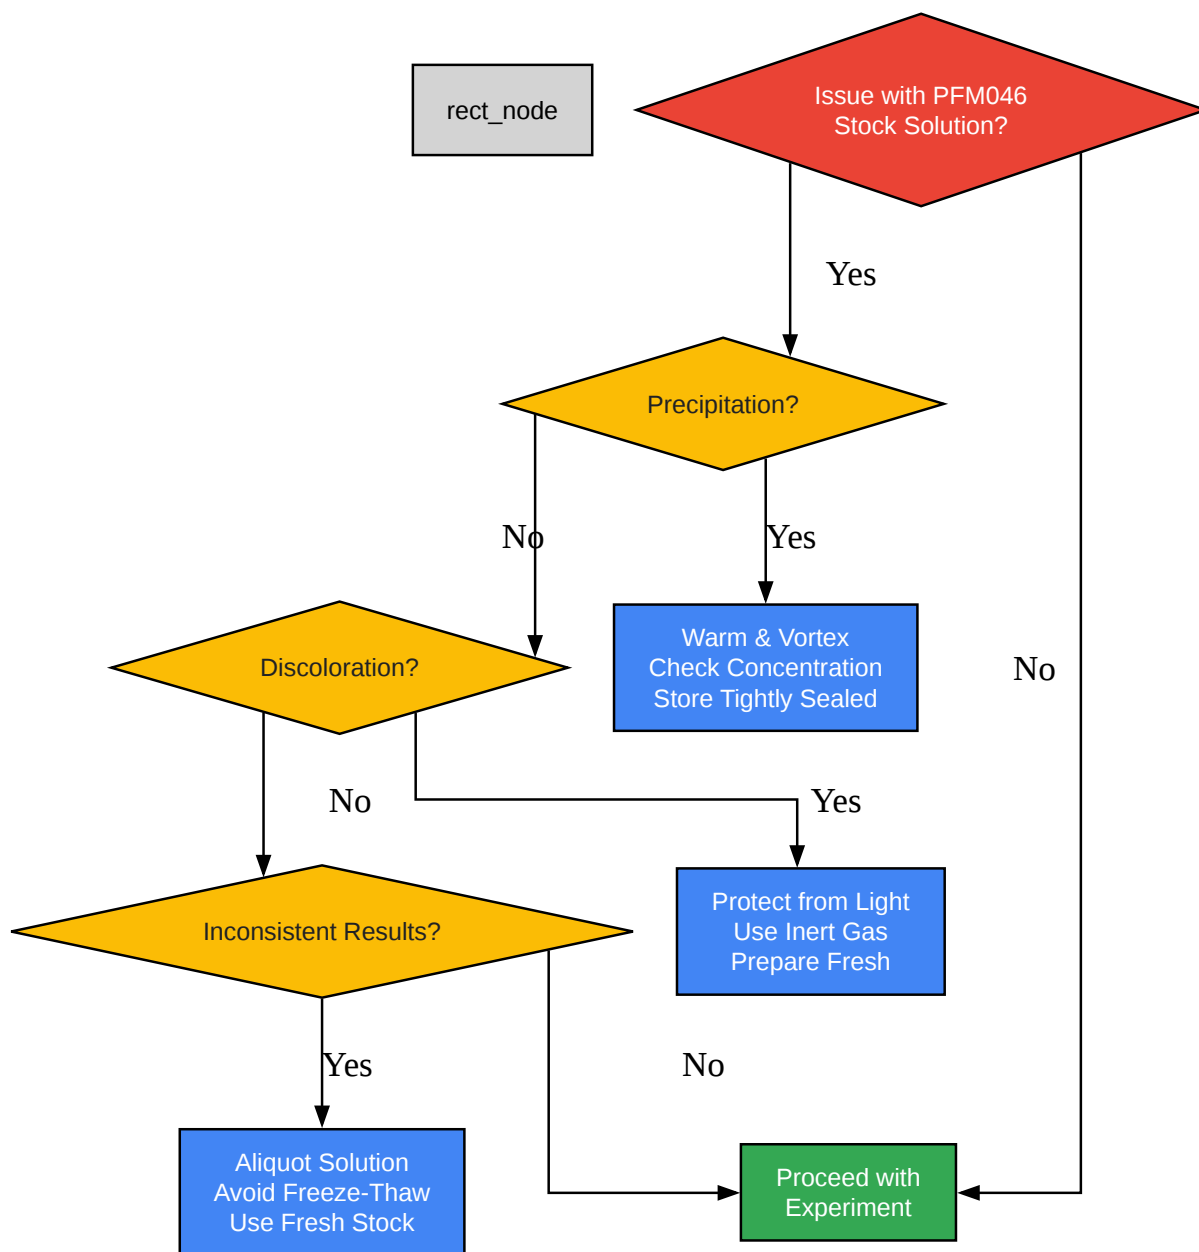 rect_node
Issue with PFM046
Stock Solution?
Yes
Precipitation?
No
Yes
Discoloration?
Warm & Vortex
Check Concentration
Store Tightly Sealed
No
No
Yes
Inconsistent Results?
Protect from Light
Use Inert Gas
Prepare Fresh
Yes
No
Aliquot Solution
Avoid Freeze-Thaw
Use Fresh Stock
Proceed with
Experiment